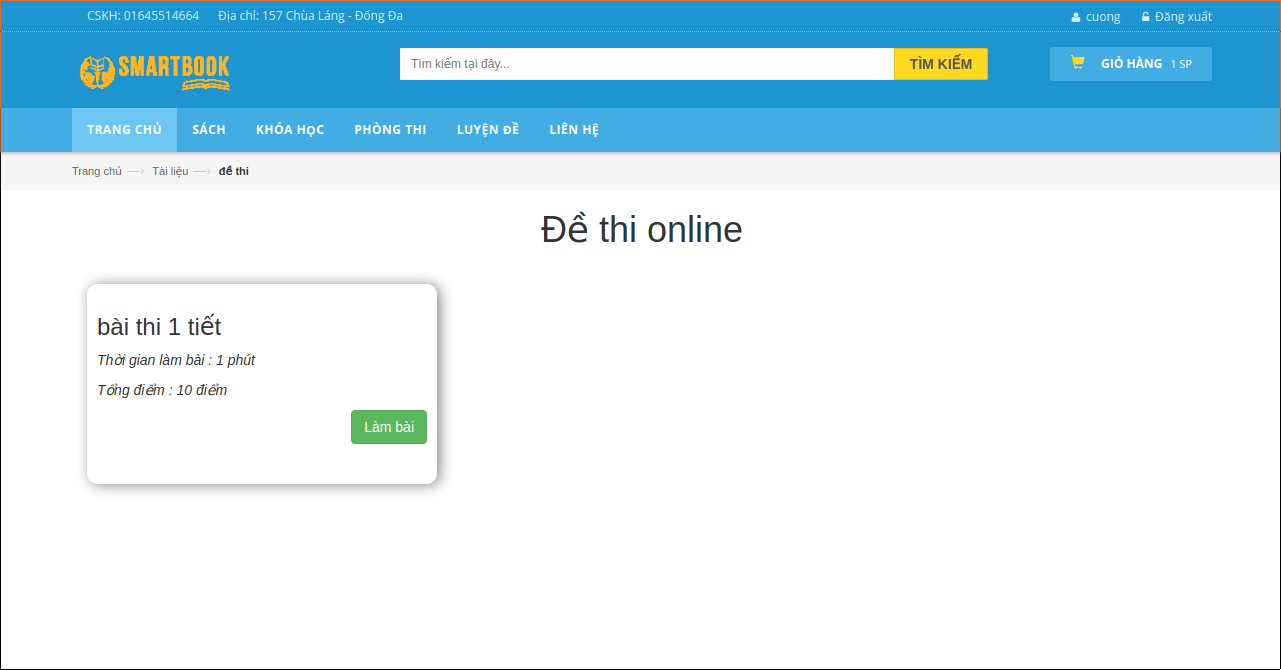 CSKH: 01645514664 Địa chỉ: 157 Chùa Láng - Đống Đa cuong Đăng xuất
SMARTBOOK Tìm kiếm tại đây... TÌM KIẾM GIỎ HÀNG 1 SP
TRANG CHỦ SÁCH KHÓA HỌC PHÒNG THI LUYỆN ĐỀ LIÊN HỆ
Trang chủ Tài liệu đề thi
Đề thi online
bài thi 1 tiết
Thời gian làm bài : 1 phút
Tổng điểm : 10 điểm
Làm bài